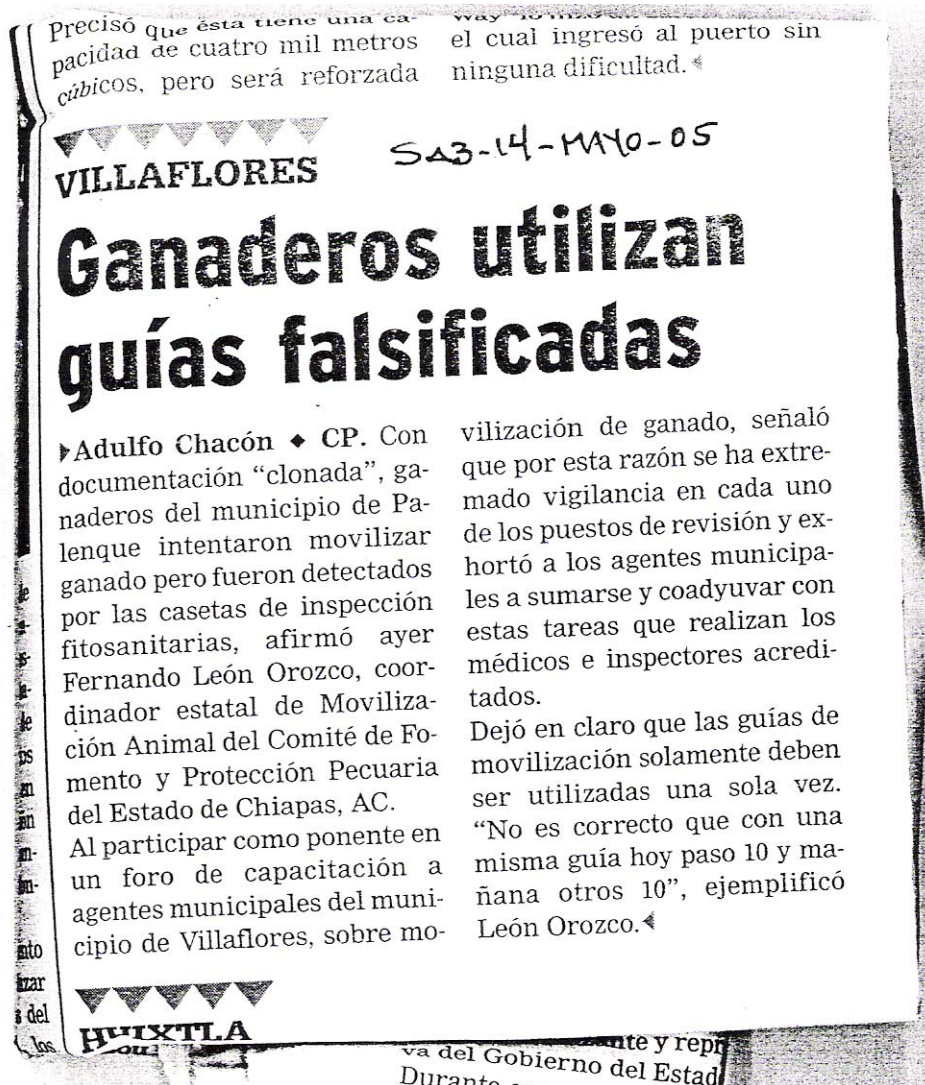 Precisó que ésta tiene una ca-
pacidad de cuatro mil metros
cúbicos, pero será reforzada
el cual ingresó al puerto sin
ninguna dificultad.
VILLAFLORES
SAB-14-MAYO-05
Ganaderos utilizan
guías falsificadas
Adulfo Chacón ◆ CP. Con
documentación “clonada”, ga-
naderos del municipio de Pa-
lenque intentaron movilizar
ganado pero fueron detectados
por las casetas de inspección
fitosanitarias, afirmó ayer
Fernando León Orozco, coor-
dinador estatal de Moviliza-
ción Animal del Comité de Fo-
mento y Protección Pecuaria
del Estado de Chiapas, AC.
Al participar como ponente en
un foro de capacitación a
agentes municipales del muni-
cipio de Villaflores, sobre mo-
vilización de ganado, señaló
que por esta razón se ha extre-
mado vigilancia en cada uno
de los puestos de revisión y ex-
hortó a los agentes municipa-
les a sumarse y coadyuvar con
estas tareas que realizan los
médicos e inspectores acredi-
tados.
Dejó en claro que las guías de
movilización solamente deben
ser utilizadas una sola vez.
“No es correcto que con una
misma guía hoy paso 10 y ma-
ñana otros 10”, ejemplificó
León Orozco.
HUIXTLA
del
los
nte y repr
va del Gobierno del Estad
Durante